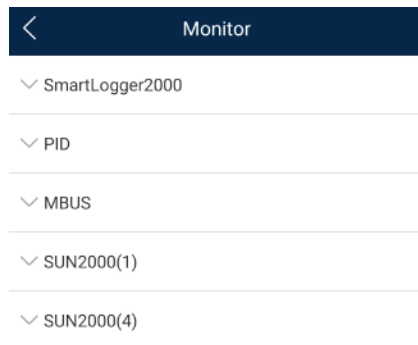 Monitor
SmartLogger2000
PID
MBUS
SUN2000(1)
SUN2000(4)